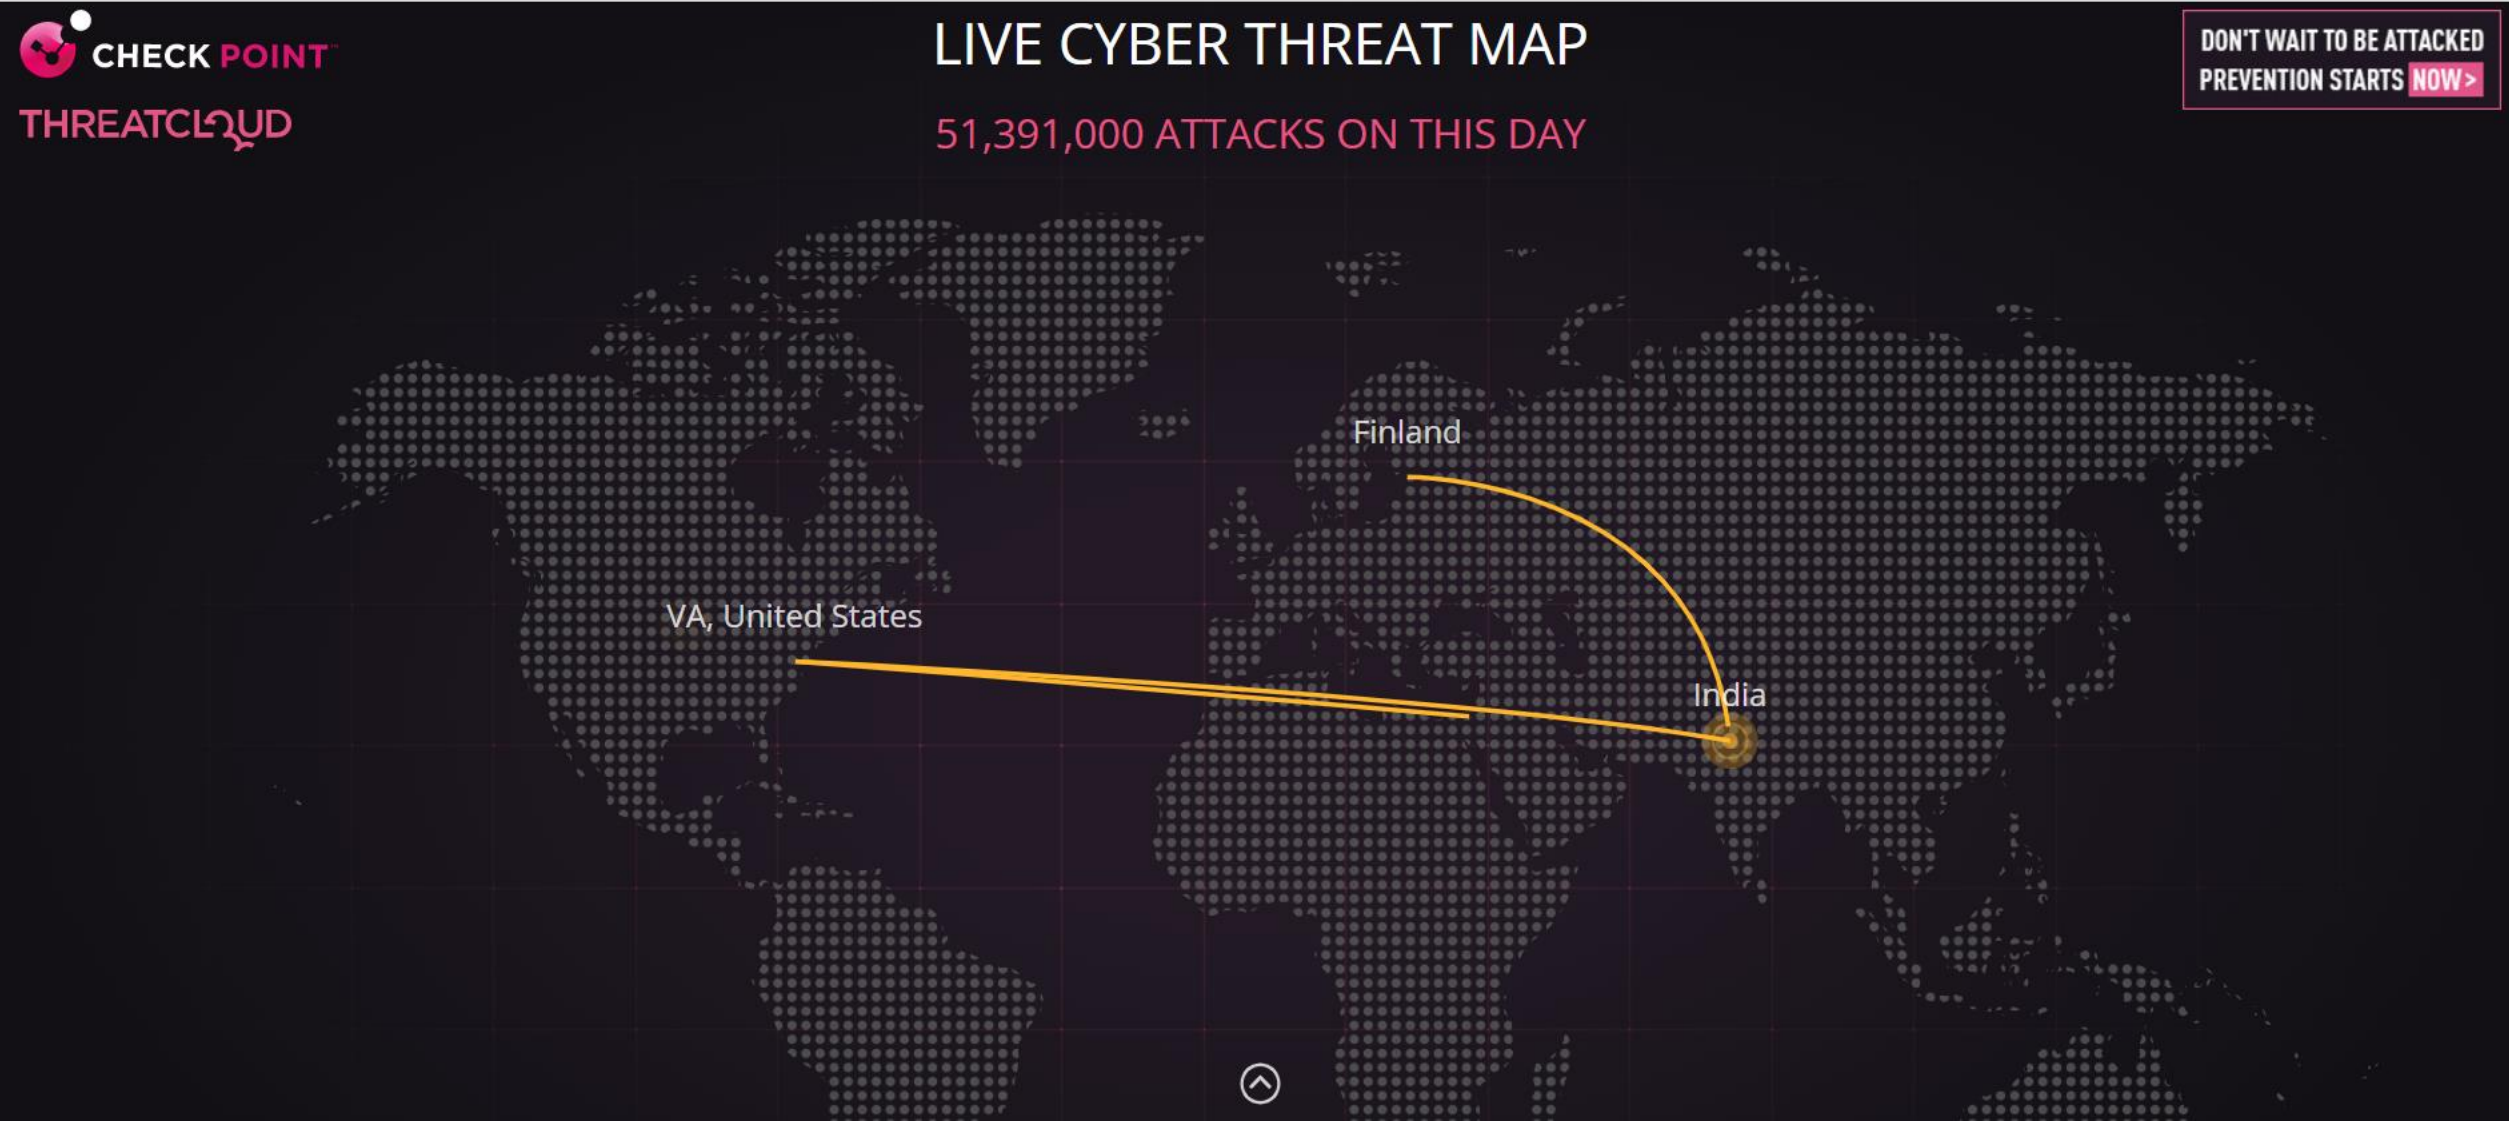 CHECK POINT
THREATCLOUD
LIVE CYBER THREAT MAP
51,391,000 ATTACKS ON THIS DAY
DON'T WAIT TO BE ATTACKED
PREVENTION STARTS NOW >
Finland
VA, United States
India